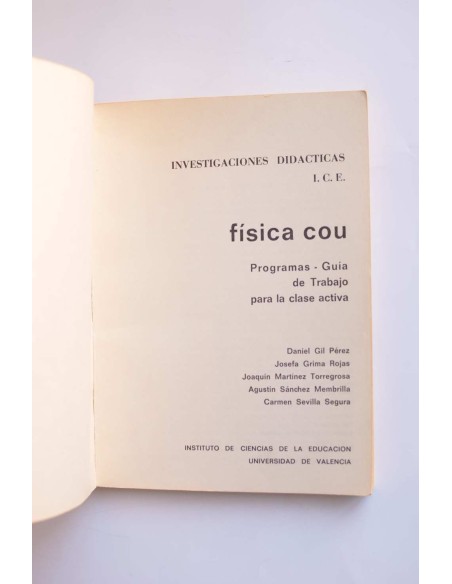 INVESTIGACIONES DIDACTICAS
I. C. E.
física cou
Programas - Guia
de Trabajo
para la clase activa
Daniel Gil Pérez
Josefa Grima Rojas
Joaquín Martínez Torregrosa
Agustín Sánchez Membrilla
Carmen Sevilla Segura
INSTITUTO DE CIENCIAS DE LA EDUCACION
UNIVERSIDAD DE VALENCIA